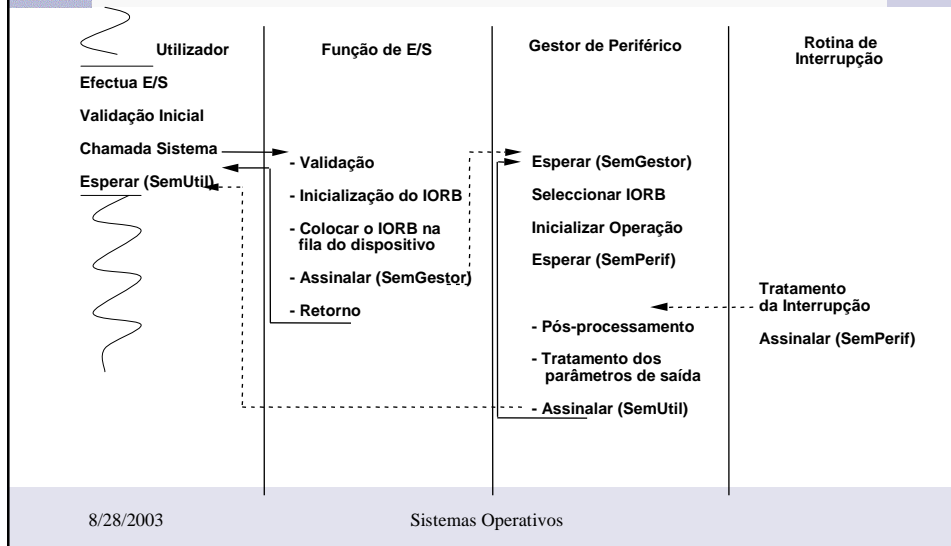 Utilizador
Efectua E/S
Validação Inicial
Chamada Sistema
Esperar (SemUtil)
Função de E/S
- Validação
- Inicialização do IORB
- Colocar o IORB na
fila do dispositivo
- Assinalar (SemGestor)
- Retorno
Gestor de Periférico
Esperar (SemGestor)
Seleccionar IORB
Inicializar Operação
Esperar (SemPerif)
- Pós-processamento
- Tratamento dos
parâmetros de saída
- Assinalar (SemUtil)
Rotina de
Interrupção
Tratamento
da Interrupção
Assinalar (SemPerif)
8/28/2003
Sistemas Operativos